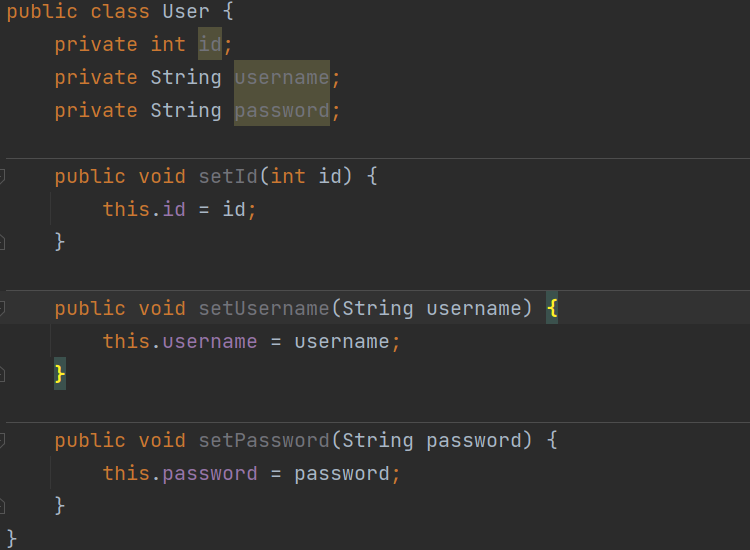 public class User {
    private int id;
    private String username;
    private String password;

    public void setId(int id) {
        this.id = id;
    }

    public void setUsername(String username) {
        this.username = username;
    }

    public void setPassword(String password) {
        this.password = password;
    }
}